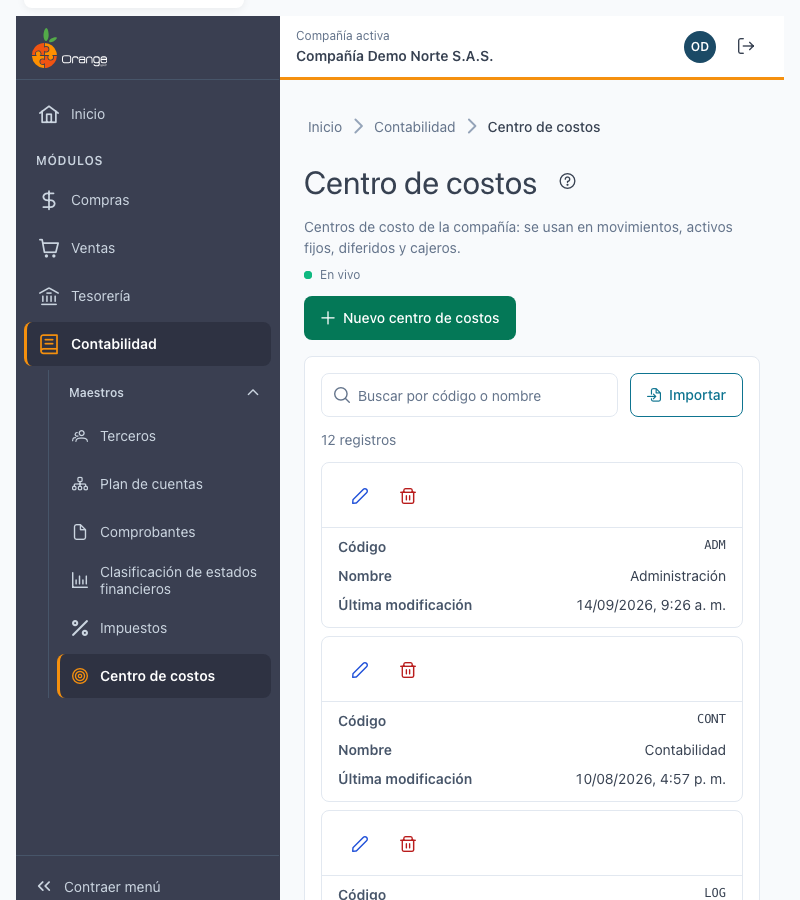 Orange
Compañía activa
Compañía Demo Norte S.A.S.
OD
Inicio
MÓDULOS
Compras
Ventas
Tesorería
Contabilidad
Maestros
Terceros
Plan de cuentas
Comprobantes
Clasificación de estados
financieros
Impuestos
Centro de costos
Contraer menú
Inicio
Contabilidad
Centro de costos
Centro de costos
Centros de costo de la compañía: se usan en movimientos, activos
fijos, diferidos y cajeros.
En vivo
Nuevo centro de costos
Buscar por código o nombre
Importar
12 registros
Código ADM
Nombre Administración
Última modificación 14/09/2026, 9:26 a. m.
Código CONT
Nombre Contabilidad
Última modificación 10/08/2026, 4:57 p. m.
Código LOG